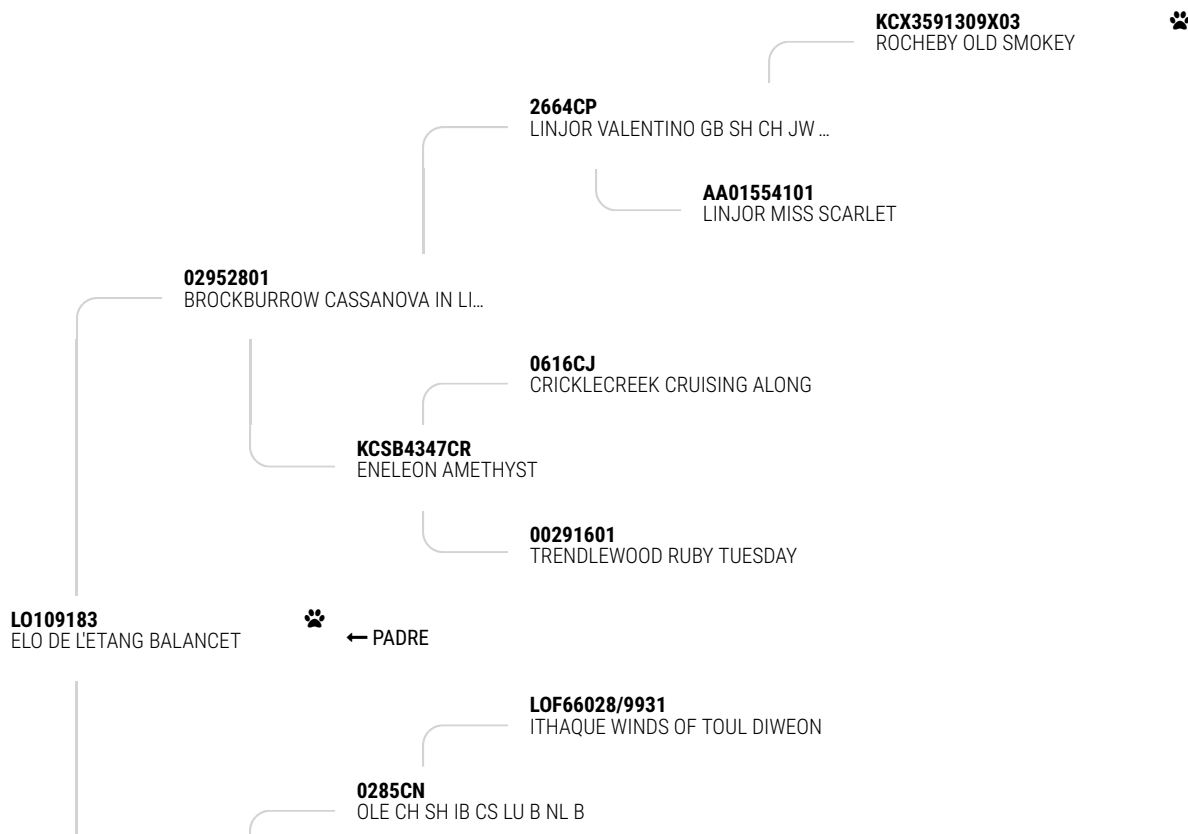 KCX3591309X03
ROCHEBY OLD SMOKEY
2664CP
LINJOR VALENTINO GB SH CH JW ...
AA01554101
LINJOR MISS SCARLET
02952801
BROCKBURROW CASSANOVA IN LI...
0616CJ
CRICKLECREEK CRUISING ALONG
KCSB4347CR
ENELEON AMETHYST
00291601
TRENDLEWOOD RUBY TUESDAY
LO109183
ELO DE L'ETANG BALANCET
← PADRE
LOF66028/9931
ITHAQUE WINDS OF TOUL DIWEON
0285CN
OLE CH SH IB CS LU B NL B